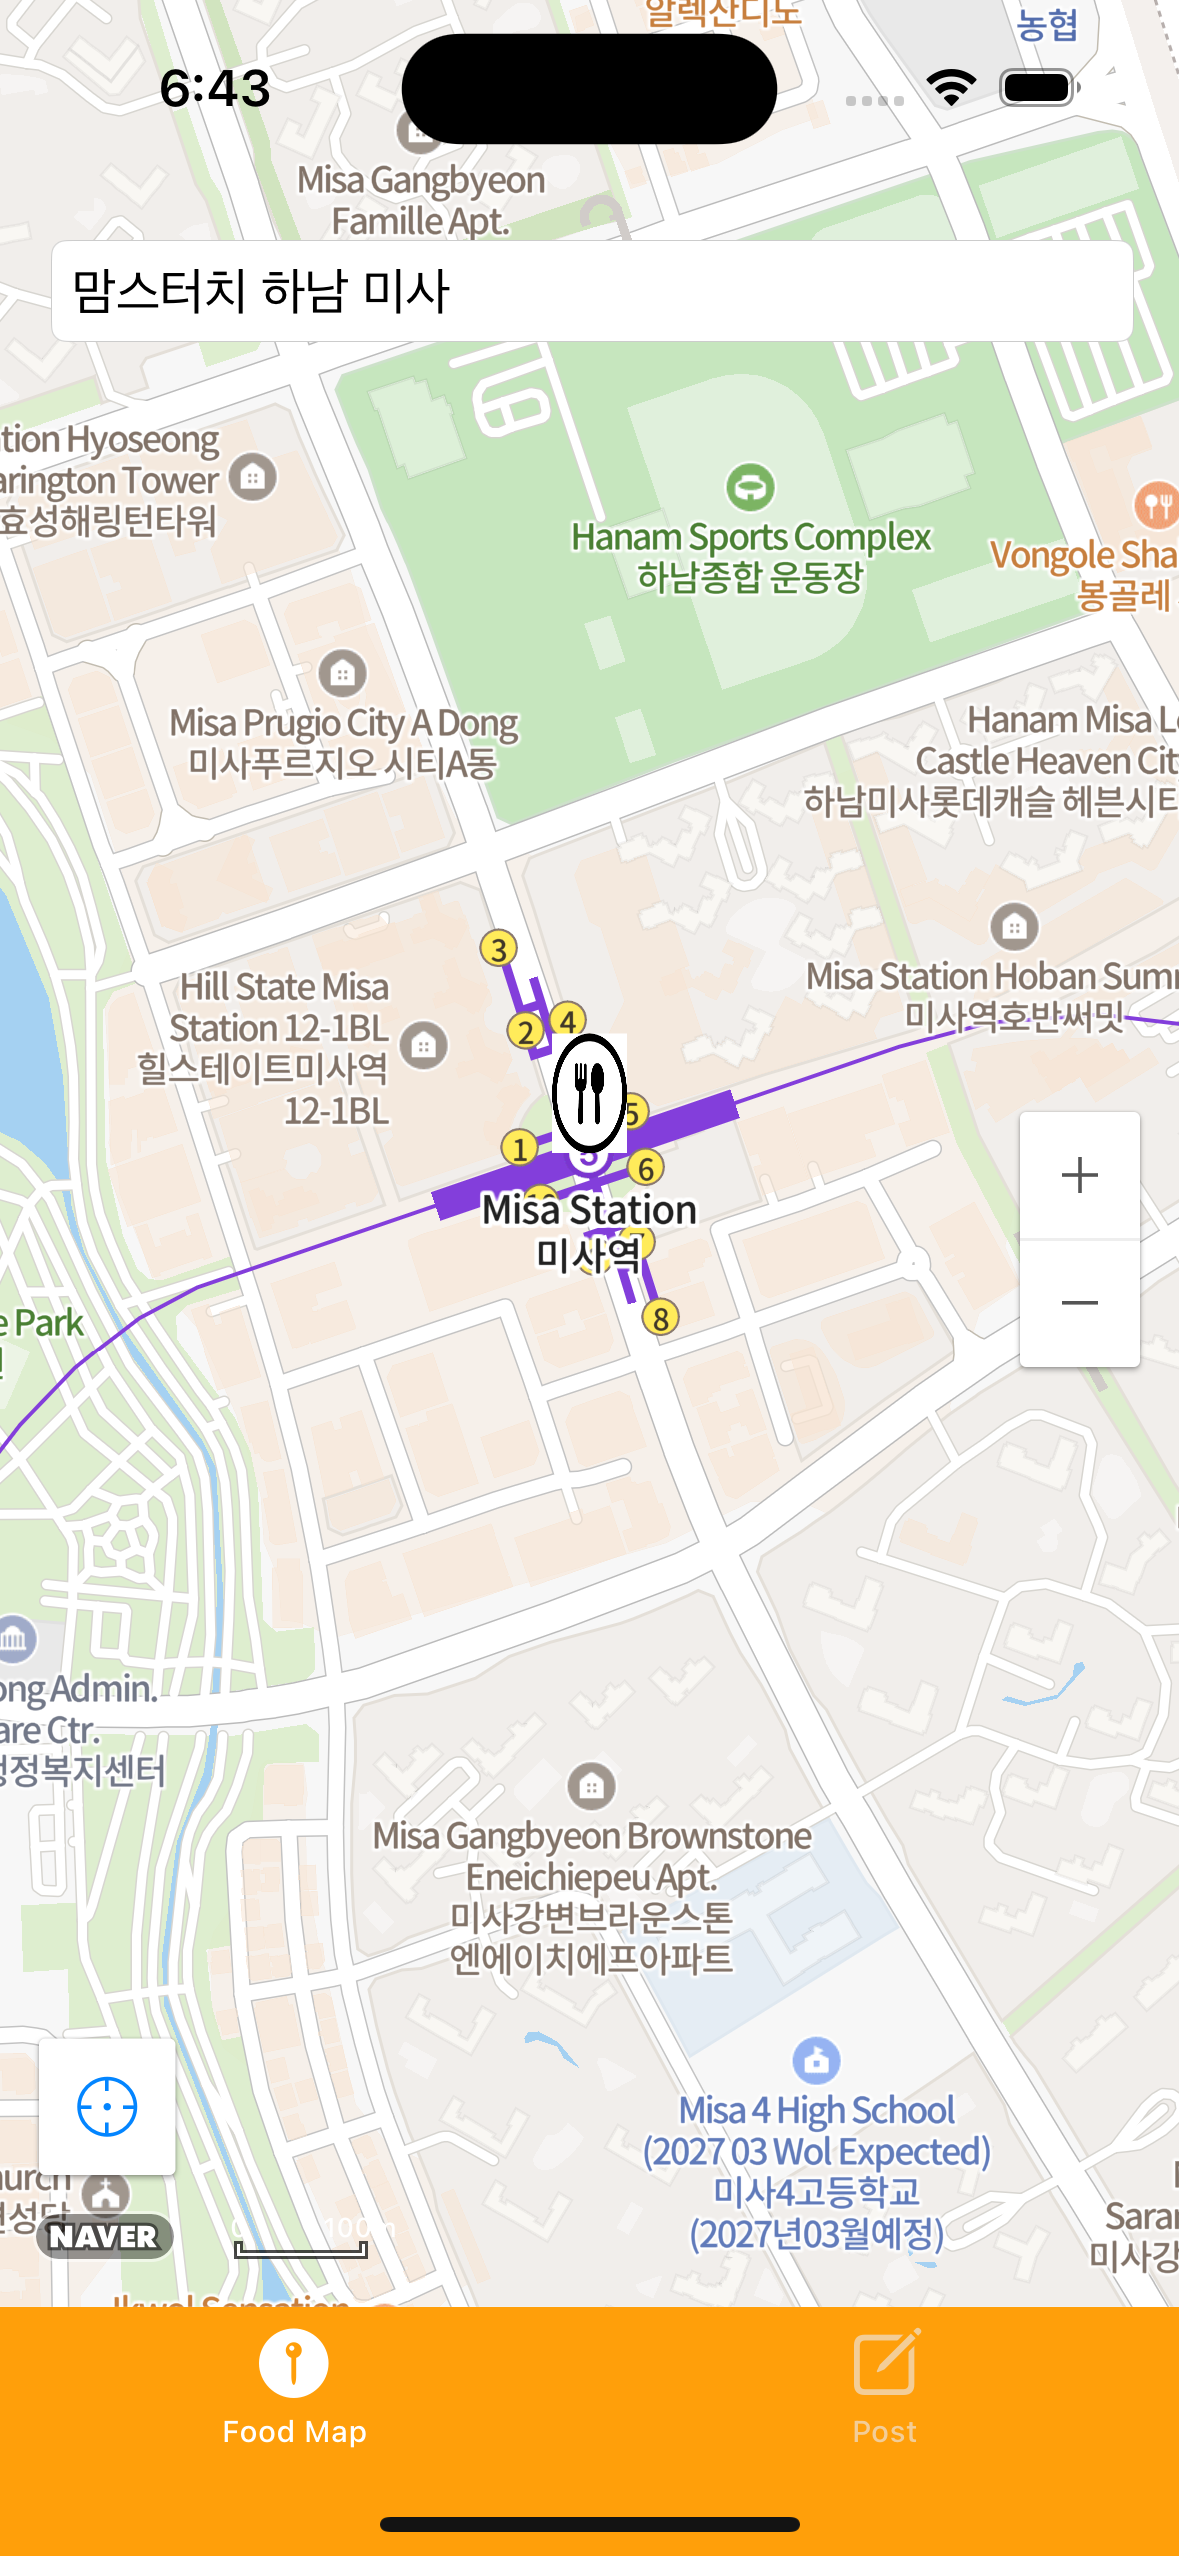 알렉산디노
농협
6:43
Misa Gangbyeon
Famille Apt.
맘스터치 하남 미사
tion Hyoseong
arington Tower
효성해링턴타워
Hanam Sports Complex
하남종합 운동장
Vongole Sha
봉골레
Misa Prugio City A Dong
미사푸르지오 시티A동
Hanam Misa L
Castle Heaven Cit
하남미사롯데캐슬 헤븐시티
3
2
4
Hill State Misa
Station 12-1BL
힐스테이트미사역
12-1BL
Misa Station Hoban Sum
미사역호반써밋
5
1
5
6
Misa Station
미사역
7
8
e Park
ong Admin.
are Ctr.
행정복지센터
Misa Gangbyeon Brownstone
Eneichiepeu Apt.
미사강변브라운스톤
엔에이치에프아파트
Misa 4 High School
(2027 03 Wol Expected)
미사4고등학교
(2027년03월예정)
urch
변성당
Sarar
미사강
NAVER
0
100m
Ikwol Sensation
Food Map
Post